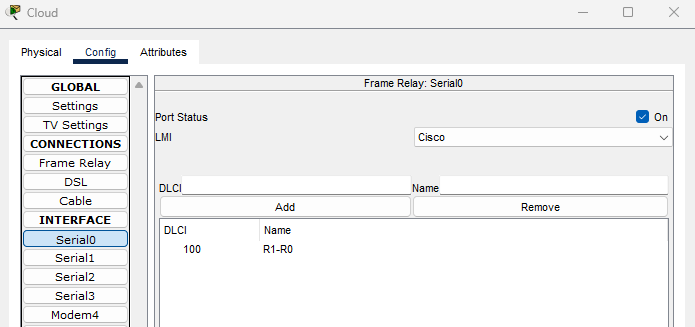 Cloud
Physical Config Attributes
GLOBAL
Settings
TV Settings
CONNECTIONS
Frame Relay
DSL
Cable
INTERFACE
Serial0
Serial1
Serial2
Serial3
Modem4
Frame Relay: Serial0
Port Status On
LMI Cisco
DLCI Name
Add Remove
DLCI Name
100 R1-R0